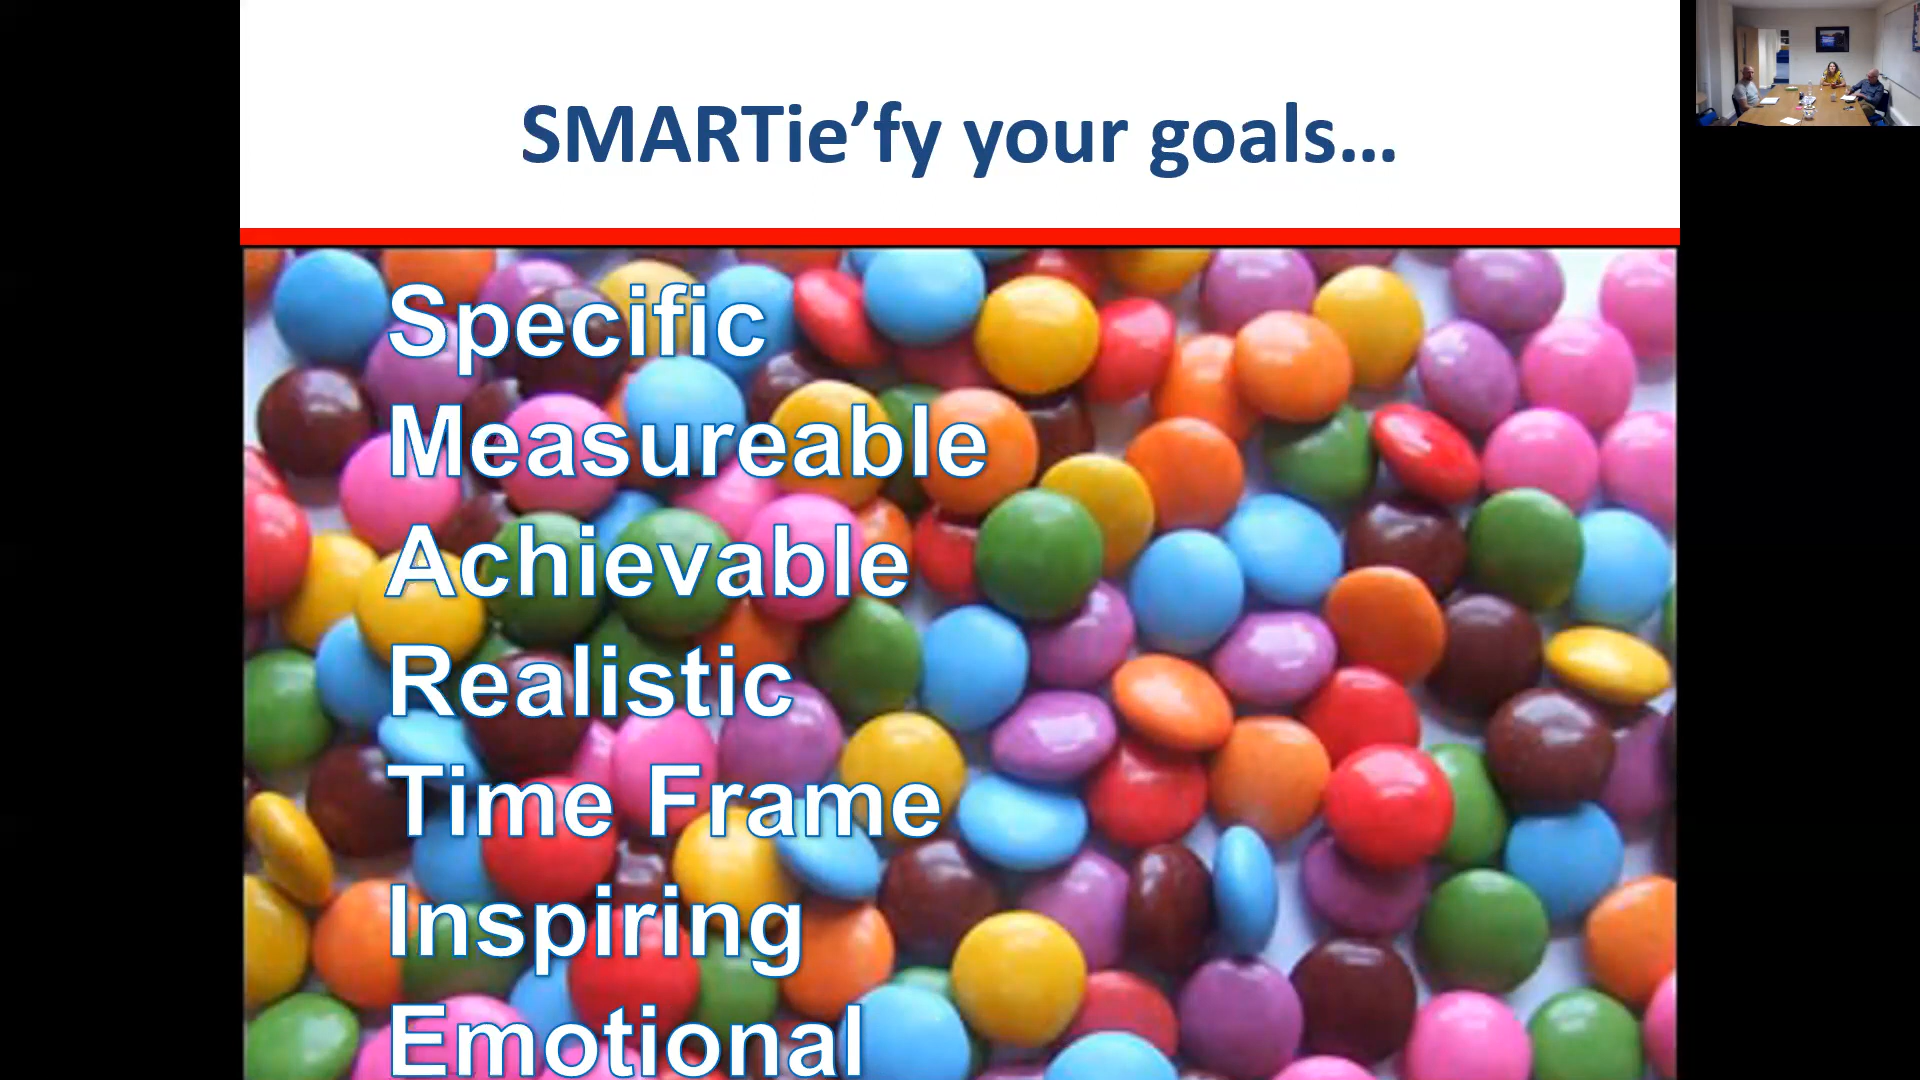 SMARTie’fy your goals…
Specific
Measureable
Achievable
Realistic
Time Frame
Inspiring
Emotional